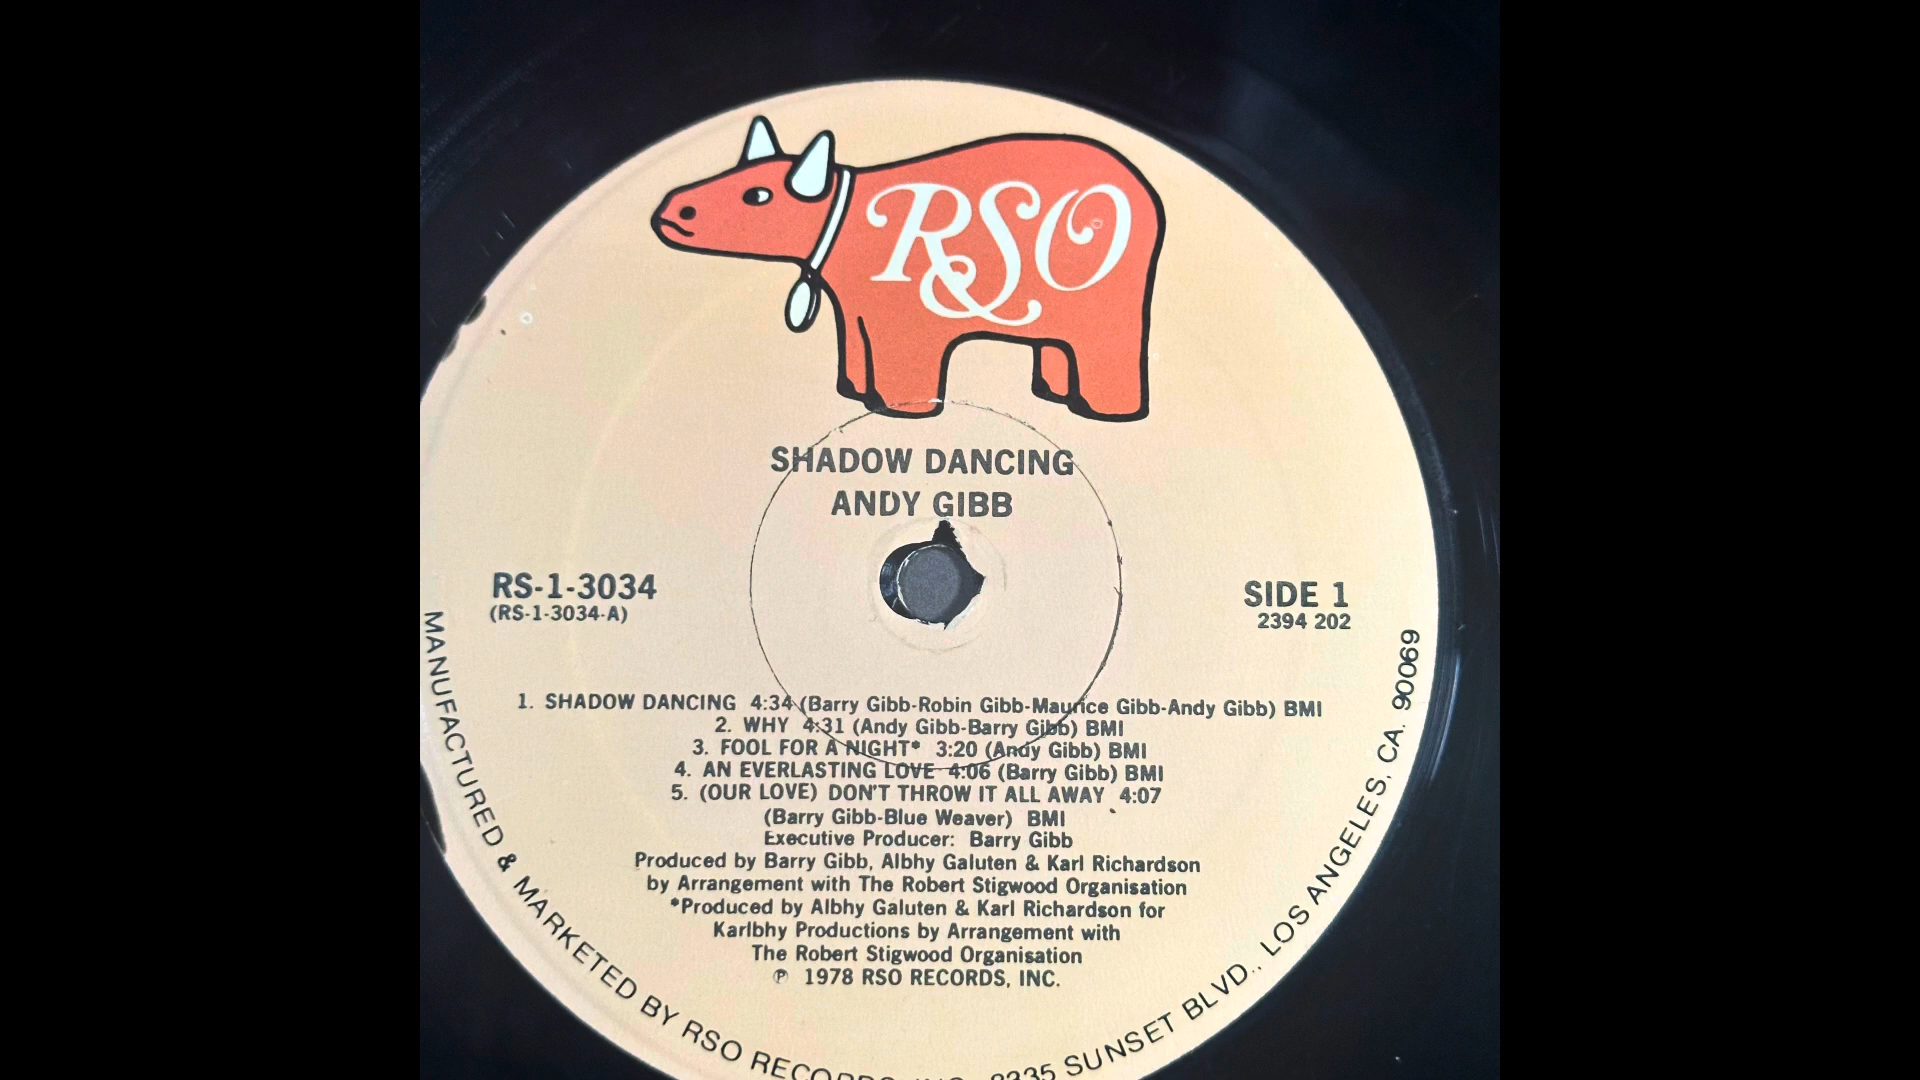 RSO
SHADOW DANCING
ANDY GIBB
RS-1-3034
(RS-1-3034-A)
SIDE 1
2394 202
1. SHADOW DANCING 4:34 (Barry Gibb-Robin Gibb-Maurice Gibb-Andy Gibb) BMI
2. WHY 4:31 (Andy Gibb-Barry Gibb) BMI
3. FOOL FOR A NIGHT* 3:20 (Andy Gibb) BMI
4. AN EVERLASTING LOVE 4:06 (Barry Gibb) BMI
5. (OUR LOVE) DON'T THROW IT ALL AWAY 4:07
(Barry Gibb-Blue Weaver) BMI
Executive Producer: Barry Gibb
Produced by Barry Gibb, Albhy Galuten & Karl Richardson
by Arrangement with The Robert Stigwood Organisation
*Produced by Albhy Galuten & Karl Richardson for
Karlbhy Productions by Arrangement with
The Robert Stigwood Organisation
℗ 1978 RSO RECORDS, INC.
MANUFACTURED & MARKETED BY RSO RECORDS, SUNSET BLVD., LOS ANGELES, CA. 90069